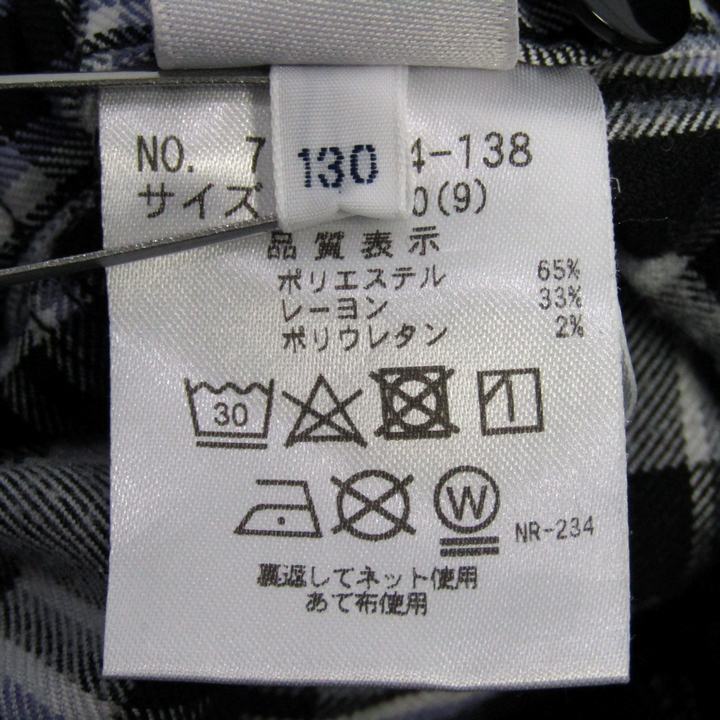 NO. 7 4-138
130
サイズ 0(9)
品質表示
ポリエステル 65%
レーヨン 33%
ポリウレタン 2%
30
W
NR-234
裏返してネット使用
あて布使用